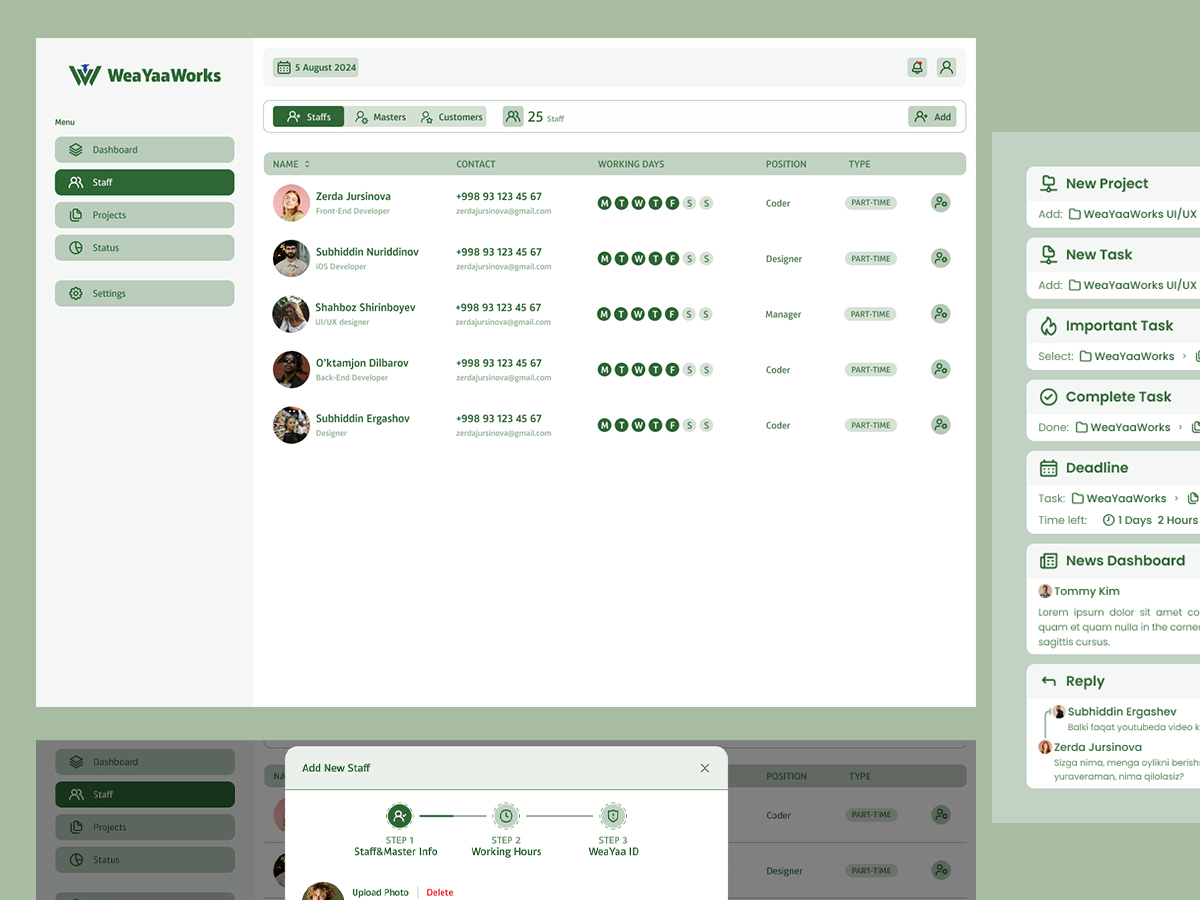 WeaYaaWorks
5 August 2024
Menu
Dashboard
Staff
Projects
Status
Settings
Staffs
Masters
Customers
25 Staff
Add
NAME CONTACT WORKING DAYS POSITION TYPE
Zerda Jursinova
Front-End Developer
+998 93 123 45 67
zerdajursinova@gmail.com
M T W T F S S
Coder
PART-TIME
Subhiddin Nuriddinov
iOS Developer
+998 93 123 45 67
zerdajursinova@gmail.com
M T W T F S S
Designer
PART-TIME
Shahboz Shirinboyev
UI/UX designer
+998 93 123 45 67
zerdajursinova@gmail.com
M T W T F S S
Manager
PART-TIME
O'ktamjon Dilbarov
Back-End Developer
+998 93 123 45 67
zerdajursinova@gmail.com
M T W T F S S
Coder
PART-TIME
Subhiddin Ergashov
Designer
+998 93 123 45 67
zerdajursinova@gmail.com
M T W T F S S
Coder
PART-TIME
New Project
Add: WeaYaaWorks UI/UX
New Task
Add: WeaYaaWorks UI/UX
Important Task
Select: WeaYaaWorks ›
Complete Task
Done: WeaYaaWorks ›
Deadline
Task: WeaYaaWorks ›
Time left: 1 Days 2 Hours
News Dashboard
Tommy Kim
Lorem ipsum dolor sit amet co
quam et quam nulla in the corner
sagittis cursus.
Reply
Subhiddin Ergashev
Balki faqat youtubeda video k
Zerda Jursinova
Sizga nima, menga oylikni berish
yuraveraman, nima qilolasiz?
Dashboard
Staff
Projects
Status
NA
POSITION TYPE
Coder
PART-TIME
Designer
PART-TIME
Add New Staff
STEP 1
Staff&Master Info
STEP 2
Working Hours
STEP 3
WeaYaa ID
Upload Photo
Delete